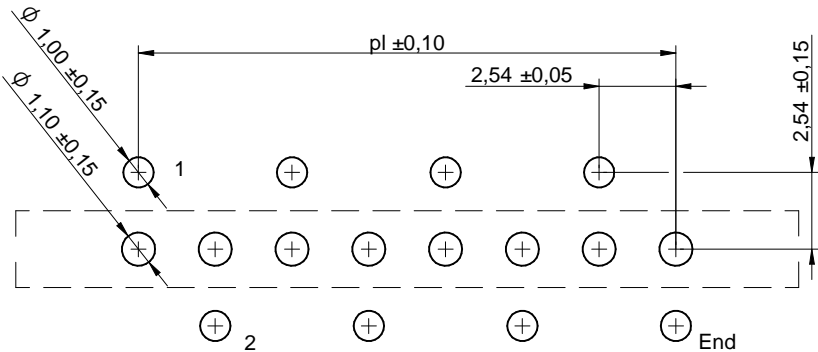 ⌀ 1,00 ±0,15
⌀ 1,10 ±0,15
pl ±0,10
2,54 ±0,05
2,54 ±0,15
1
2
End